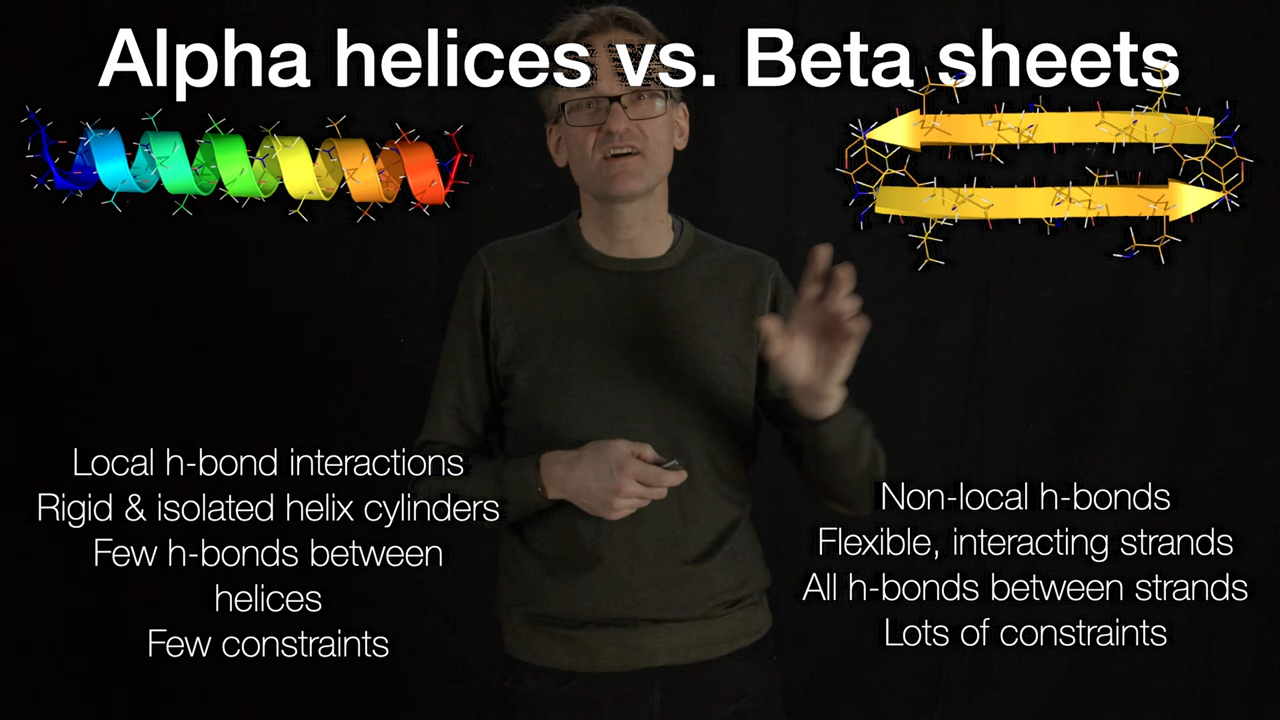 Alpha helices vs. Beta sheets
Local h-bond interactions
Rigid & isolated helix cylinders
Few h-bonds between
helices
Few constraints
Non-local h-bonds
Flexible, interacting strands
All h-bonds between strands
Lots of constraints